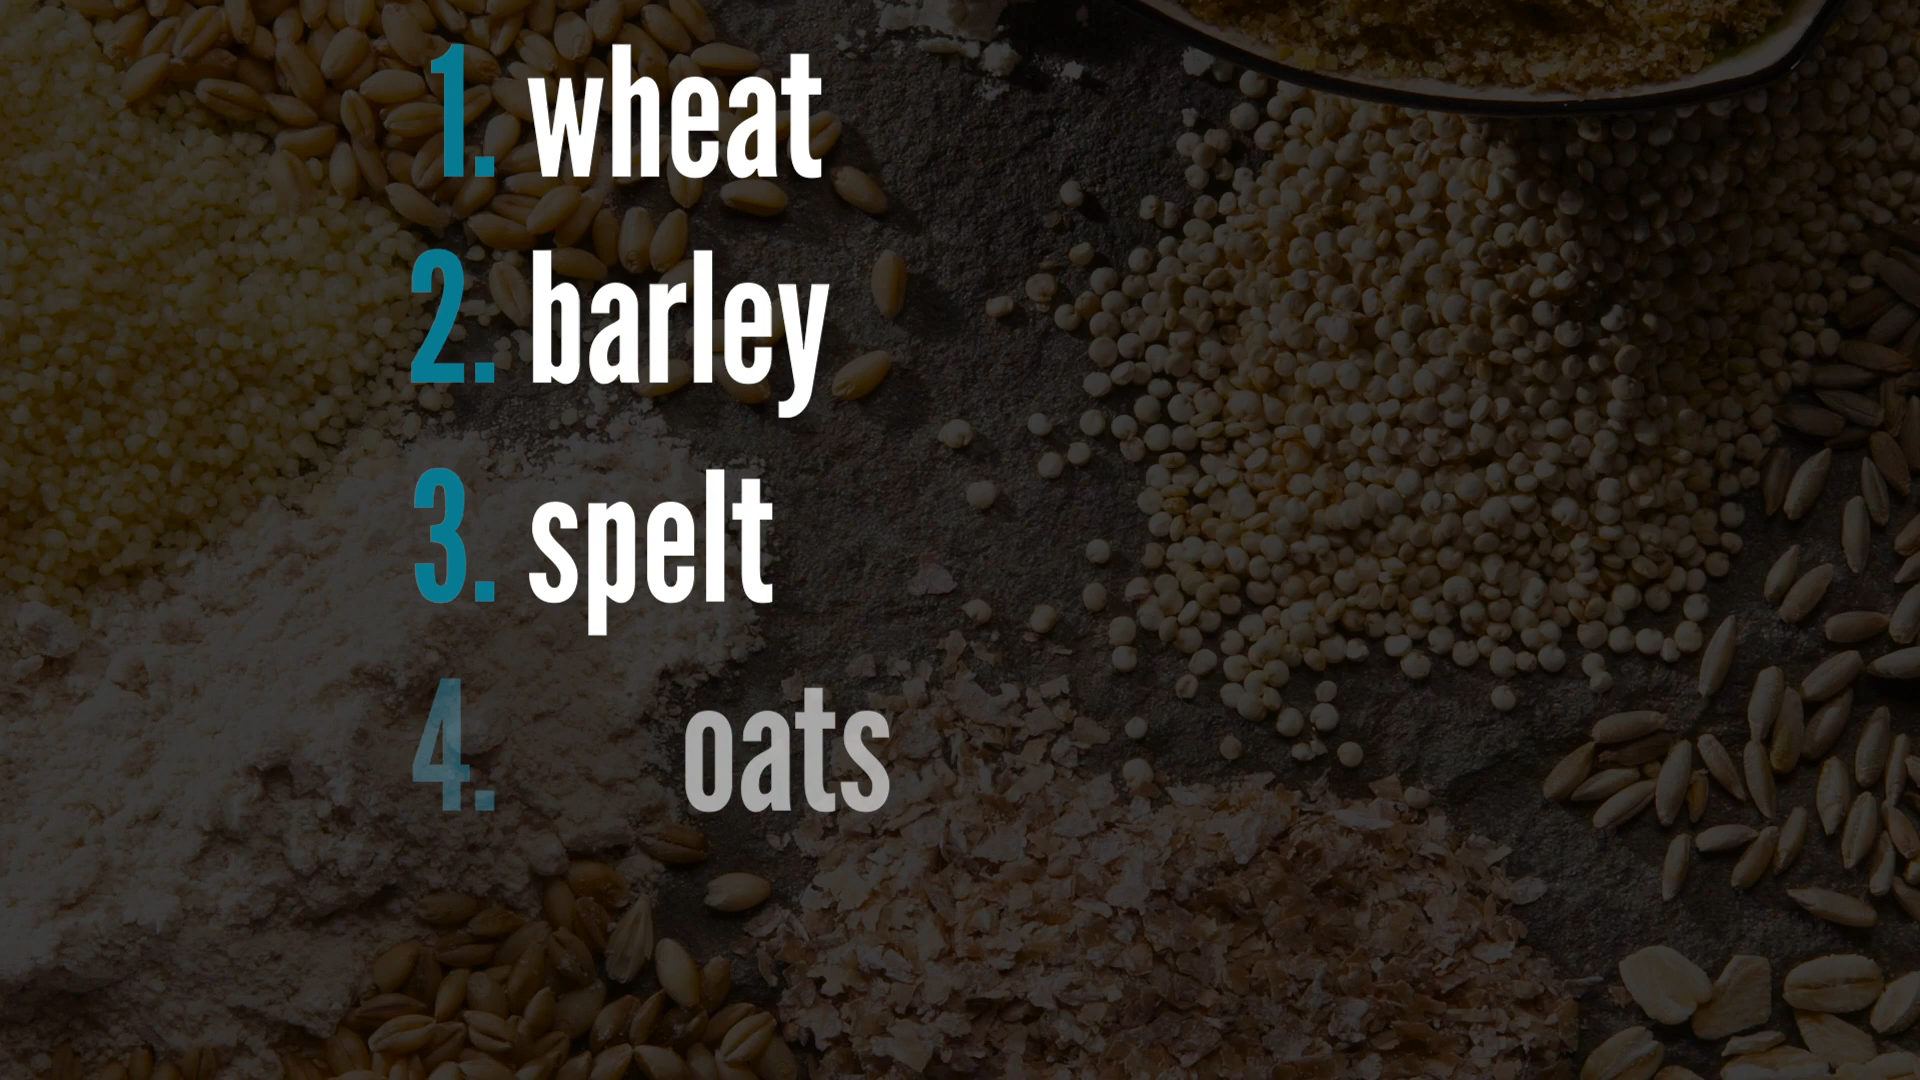 1. wheat
2. barley
3. spelt
4. oats